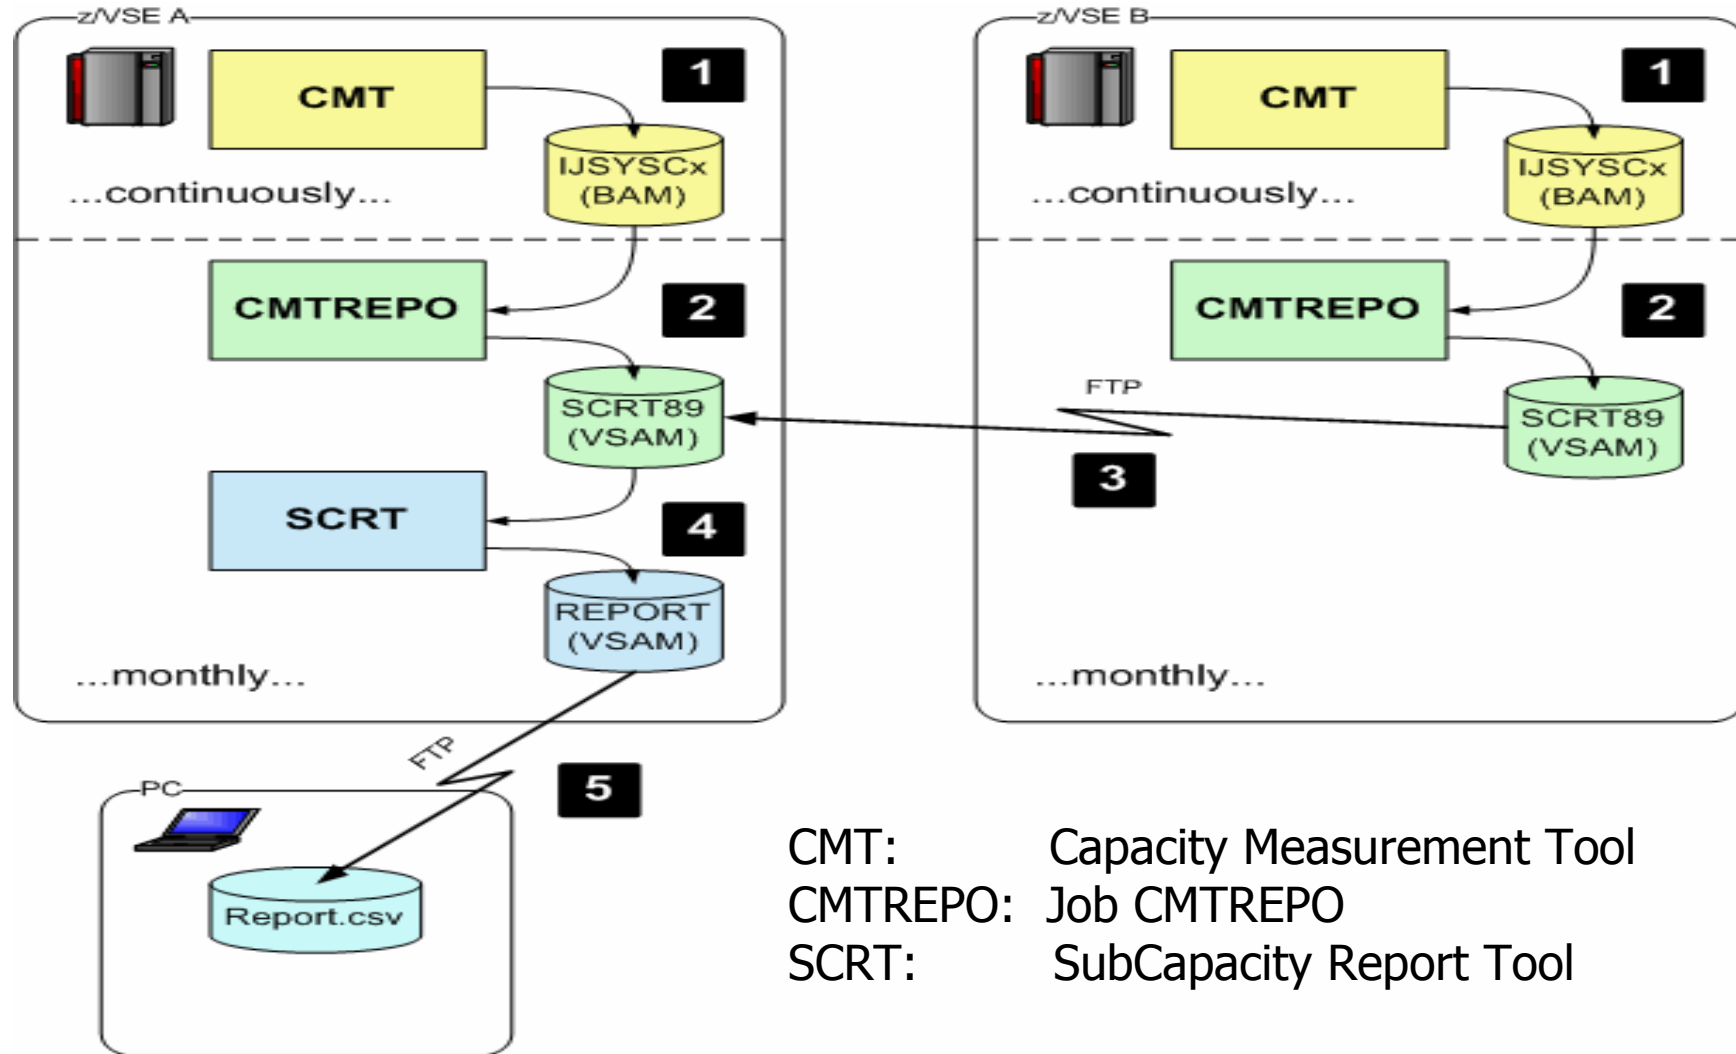 z/VSE A
CMT
1
IJSYSCx
(BAM)
...continuously...
CMTREPO
2
SCRT89
(VSAM)
SCRT
4
REPORT
(VSAM)
...monthly...
z/VSE B
CMT
1
IJSYSCx
(BAM)
...continuously...
CMTREPO
2
FTP
SCRT89
(VSAM)
3
...monthly...
FTP
5
PC
Report.csv
CMT: Capacity Measurement Tool
CMTREPO: Job CMTREPO
SCRT: SubCapacity Report Tool